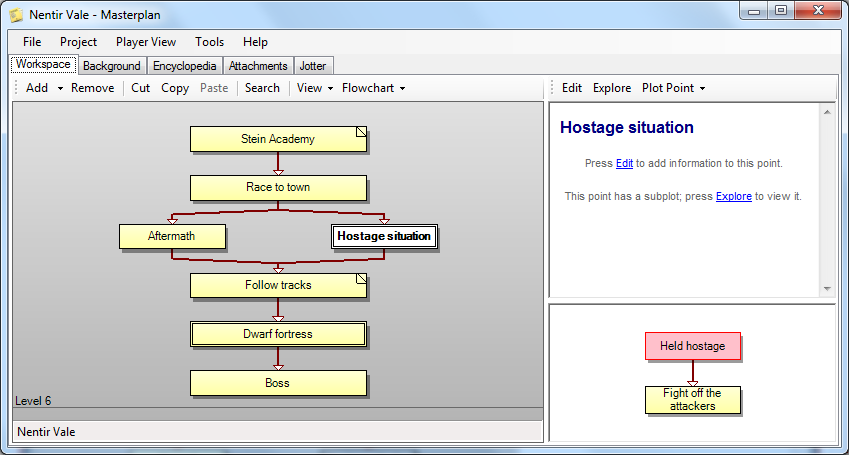 Nentir Vale - Masterplan
File Project Player View Tools Help
Workspace Background Encyclopedia Attachments Jotter
Add Remove Cut Copy Paste Search View Flowchart
Edit Explore Plot Point
Stein Academy
Race to town
Aftermath Hostage situation
Follow tracks
Dwarf fortress
Boss
Level 6
Nentir Vale
Hostage situation
Press Edit to add information to this point.
This point has a subplot; press Explore to view it.
Held hostage
Fight off the
attackers